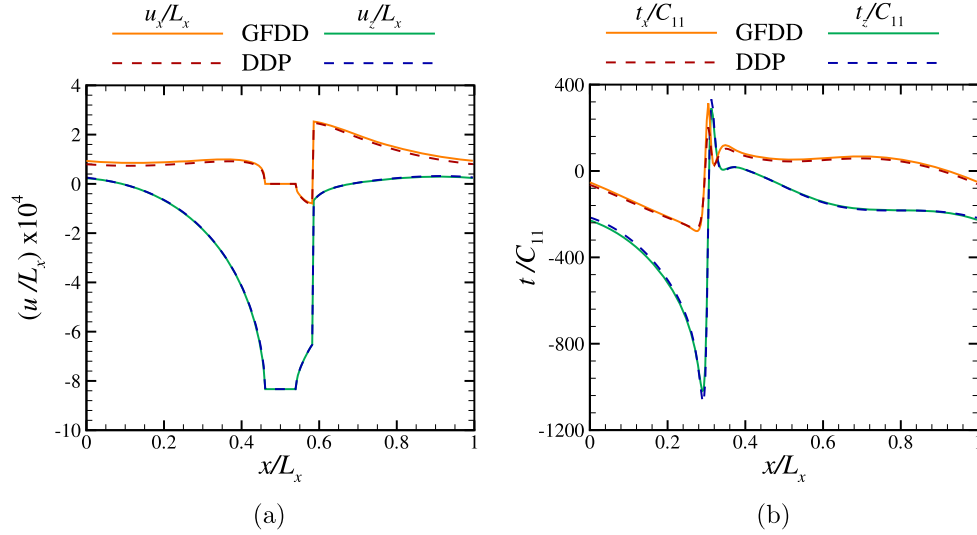 u_x/L_x GFDD u_z/L_x
DDP
4
2
0
-2
-4
-6
-8
-10
(u/L_x) x10^4
0 0.2 0.4 0.6 0.8 1
x/L_x
(a)
t_x/C_11 GFDD t_z/C_11
DDP
400
0
-400
-800
-1200
t/C_11
0 0.2 0.4 0.6 0.8 1
x/L_x
(b)